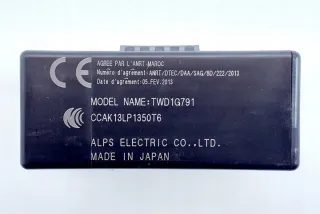 AGREE PAR L'ANRT-MAROC
Numéro d'agrément: ANRT/DTEC/DAA/SAG/BD/222/2013
Date d'agrément: 05.FEV.2013
MODEL NAME:TWD1G791
CCAK13LP1350T6
ALPS ELECTRIC CO.,LTD.
MADE IN JAPAN